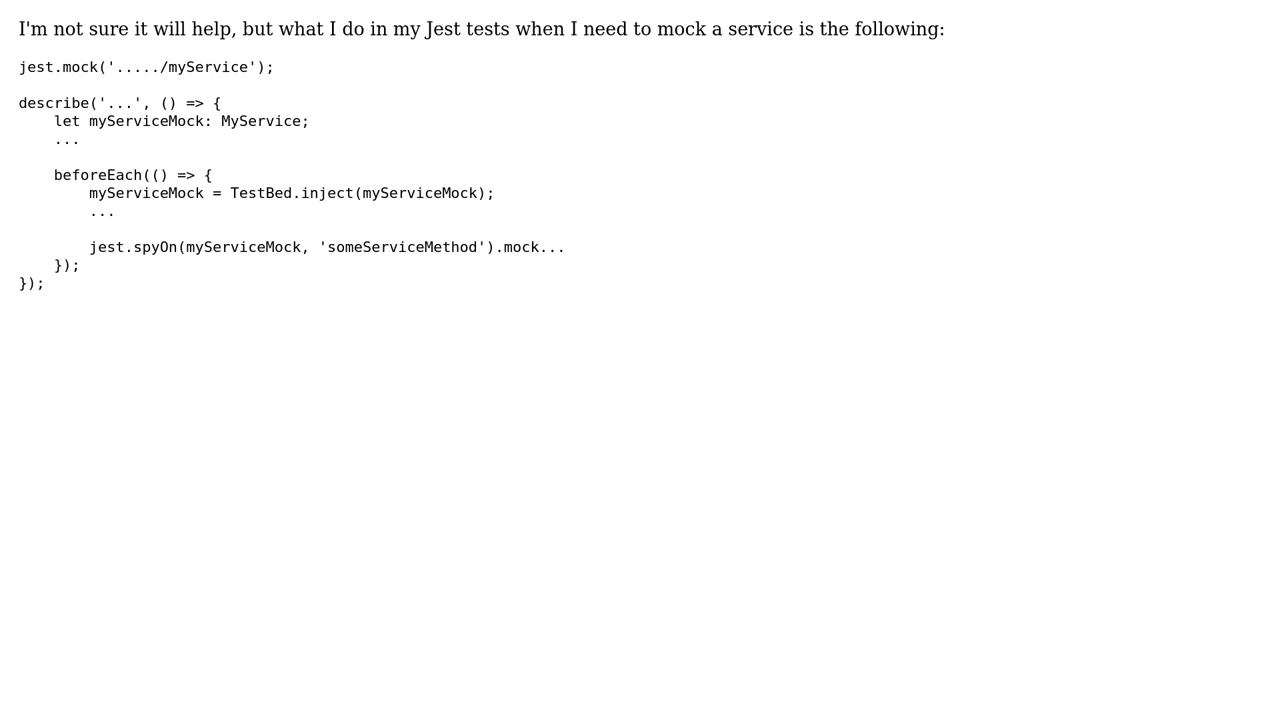 I'm not sure it will help, but what I do in my Jest tests when I need to mock a service is the following:
jest.mock('...../myService');
describe('...', () => {
    let myServiceMock: MyService;
    ...
    beforeEach(() => {
        myServiceMock = TestBed.inject(myServiceMock);
        ...
        jest.spyOn(myServiceMock, 'someServiceMethod').mock...
    });
});